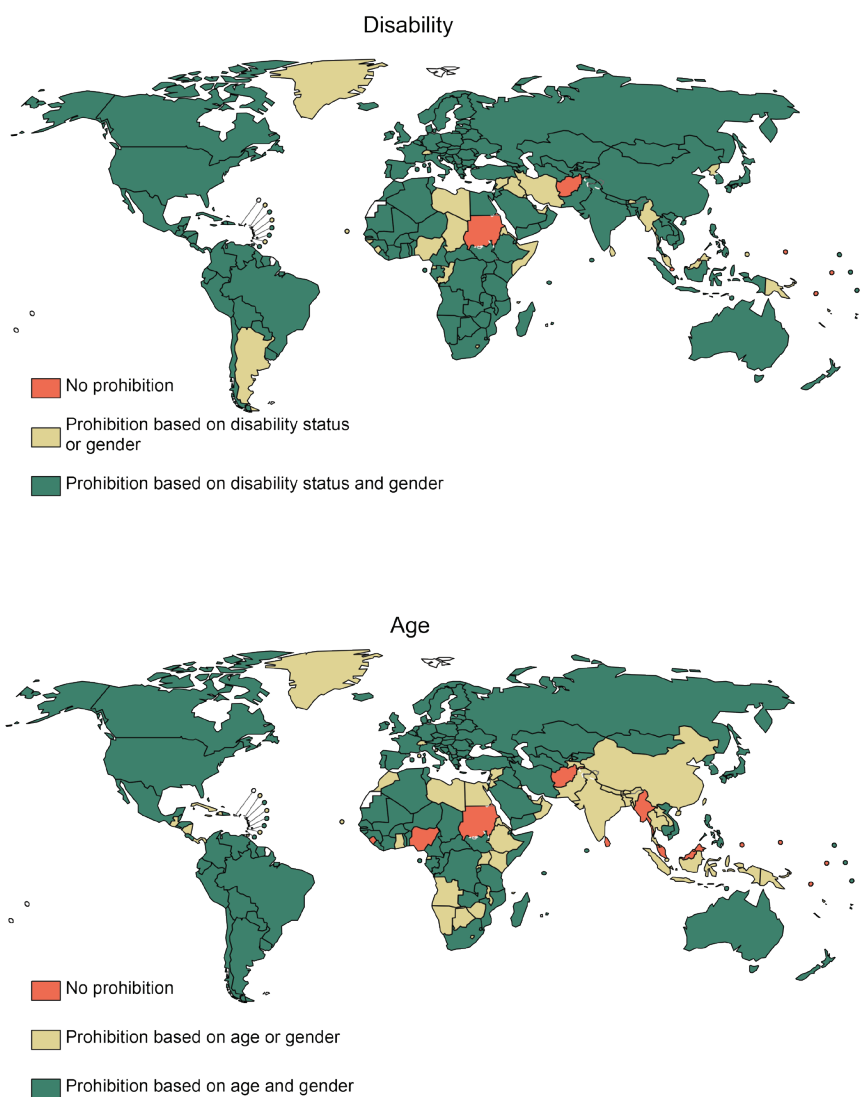 Disability
No prohibition
Prohibition based on disability status
or gender
Prohibition based on disability status and gender
Age
No prohibition
Prohibition based on age or gender
Prohibition based on age and gender